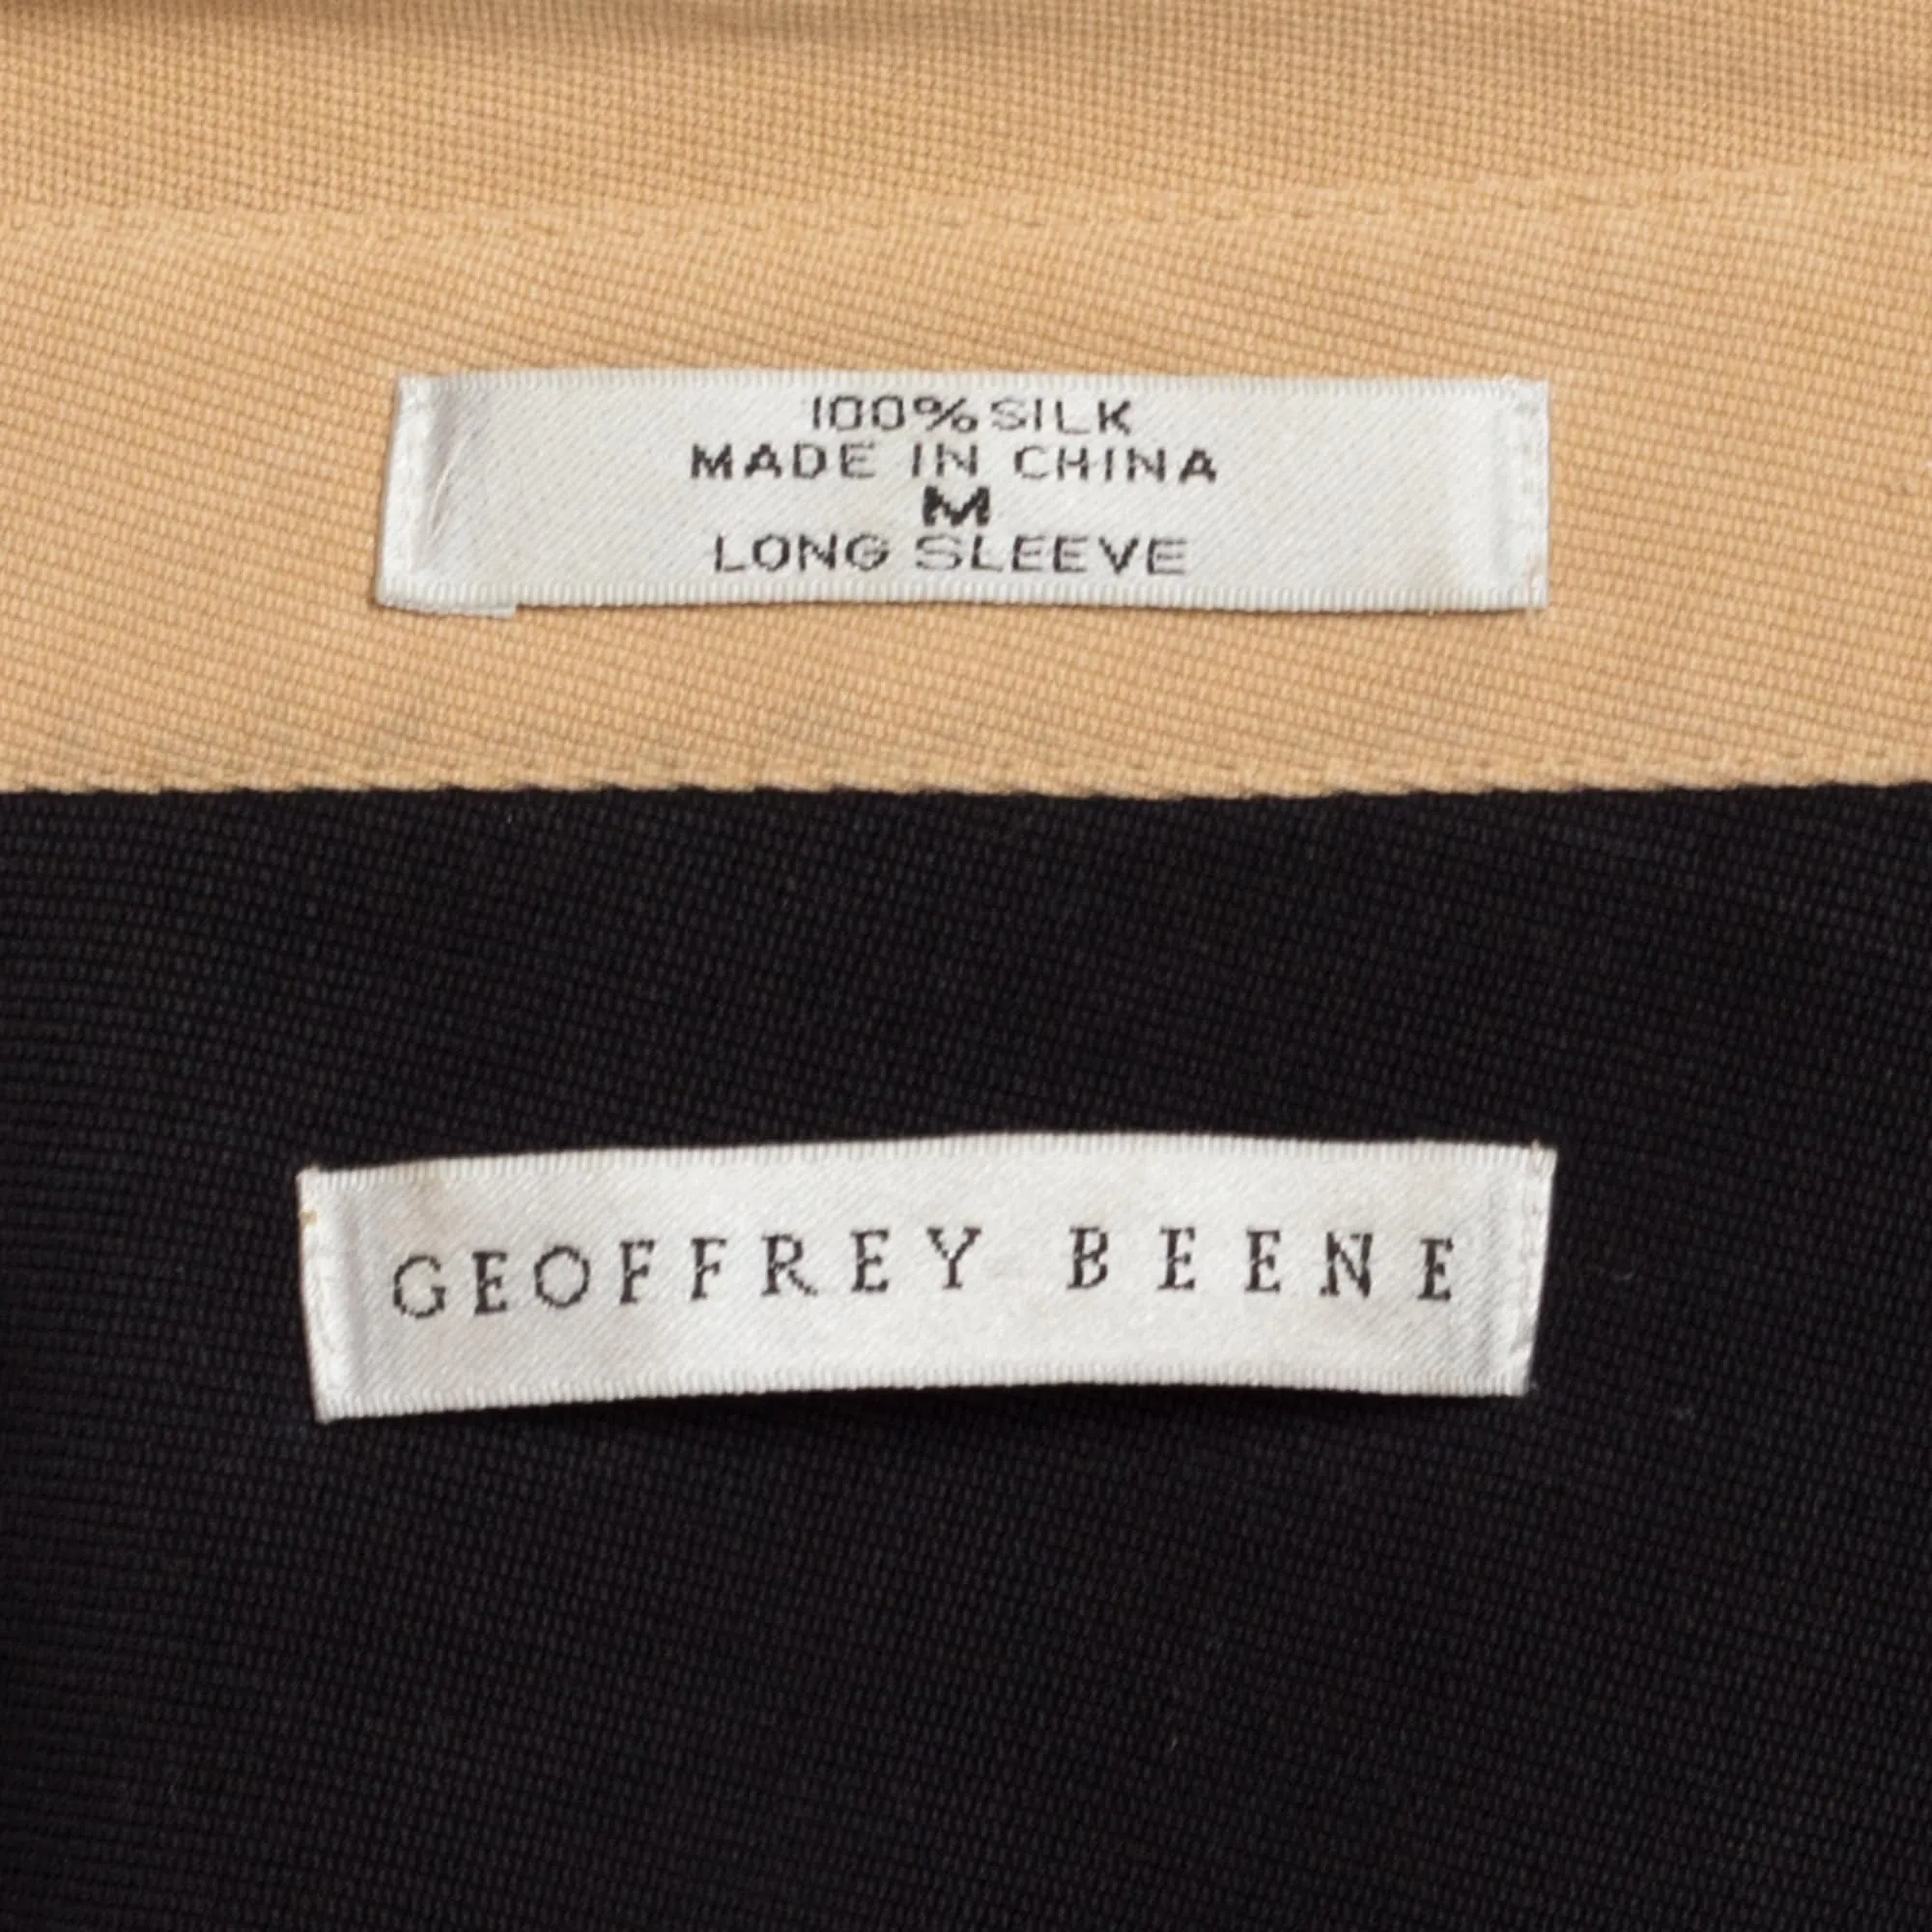 100% SILK
MADE IN CHINA
M
LONG SLEEVE
GEOFFREY BEENE